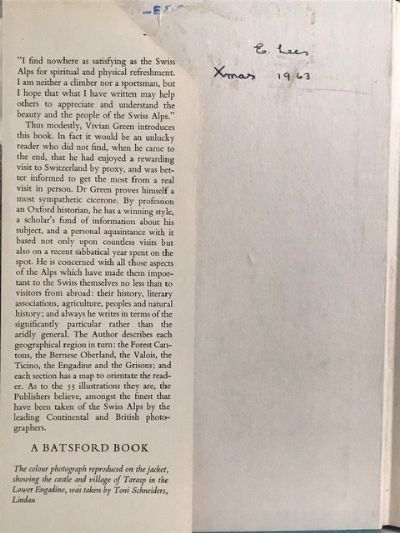 "I find nowhere as satisfying as the Swiss
Alps for spiritual and physical refreshment.
I am neither a climber nor a sportsman, but
I hope that what I have written may help
others to appreciate and understand the
beauty and the people of the Swiss Alps."
Thus modestly, Vivian Green introduces
this book. In fact it would be an unlucky
reader who did not find, when he came to
the end, that he had enjoyed a rewarding
visit to Switzerland by proxy, and was bet-
ter informed to get the most from a real
visit in person. Dr Green proves himself a
most sympathetic cicerone. By profession
an Oxford historian, he has a winning style,
a scholar's fund of information about his
subject, and a personal aquaintance with it
based not only upon countless visits but
also on a recent sabbatical year spent on the
spot. He is concerned with all those aspects
of the Alps which have made them impor-
tant to the Swiss themselves no less than to
visitors from abroad: their history, literary
associations, agriculture, peoples and natural
history; and always he writes in terms of the
significantly particular rather than the
aridly general. The Author describes each
geographical region in turn: the Forest Can-
tons, the Bernese Oberland, the Valois, the
Ticino, the Engadine and the Grisons; and
each section has a map to orientate the read-
er. As to the 55 illustrations they are, the
Publishers believe, amongst the finest that
have been taken of the Swiss Alps by the
leading Continental and British photo-
graphers.
A BATSFORD BOOK
The colour photograph reproduced on the jacket,
showing the castle and village of Tarasp in the
Lower Engadine, was taken by Toni Schneiders,
Lindau
E. Lees
Xmas 1963